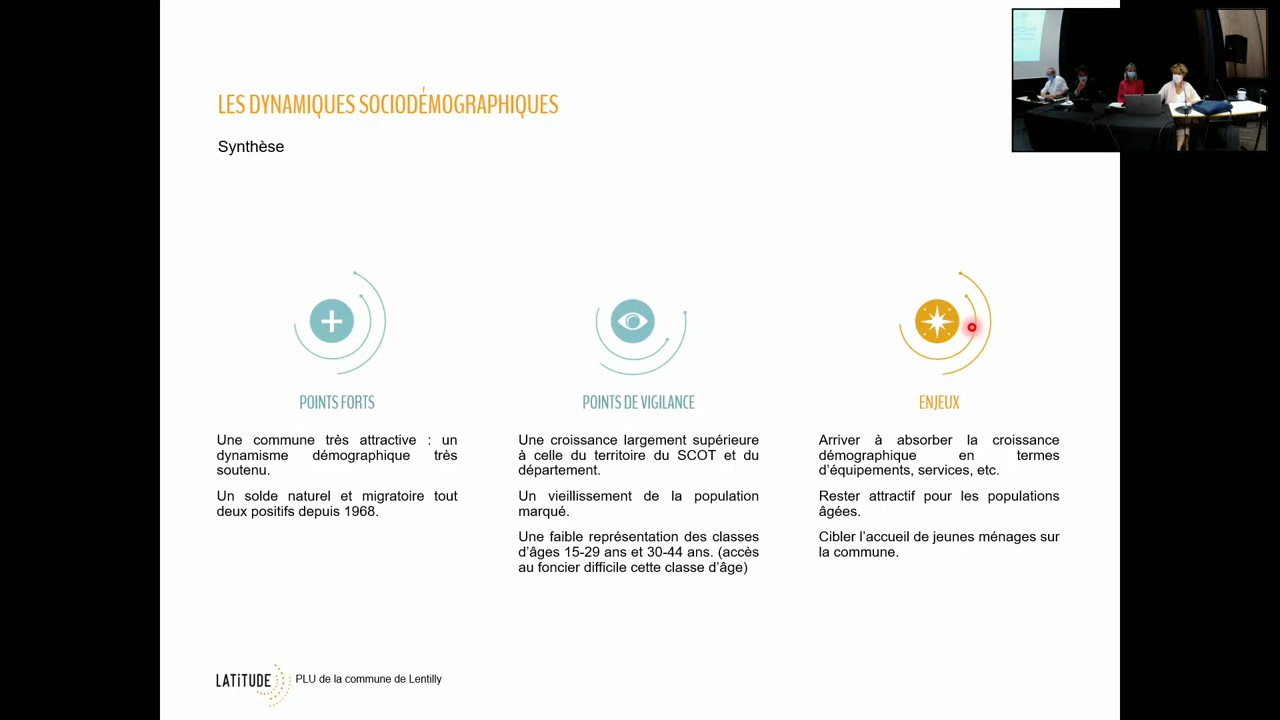 LES DYNAMIQUES SOCIODÉMOGRAPHIQUES
Synthèse
POINTS FORTS
Une commune très attractive : un
dynamisme démographique très
soutenu.
Un solde naturel et migratoire tout
deux positifs depuis 1968.
POINTS DE VIGILANCE
Une croissance largement supérieure
à celle du territoire du SCOT et du
département.
Un vieillissement de la population
marqué.
Une faible représentation des classes
d'âges 15-29 ans et 30-44 ans. (accès
au foncier difficile cette classe d'âge)
ENJEUX
Arriver à absorber la croissance
démographique en termes
d'équipements, services, etc.
Rester attractif pour les populations
âgées.
Cibler l'accueil de jeunes ménages sur
la commune.
LATITUDE
PLU de la commune de Lentilly